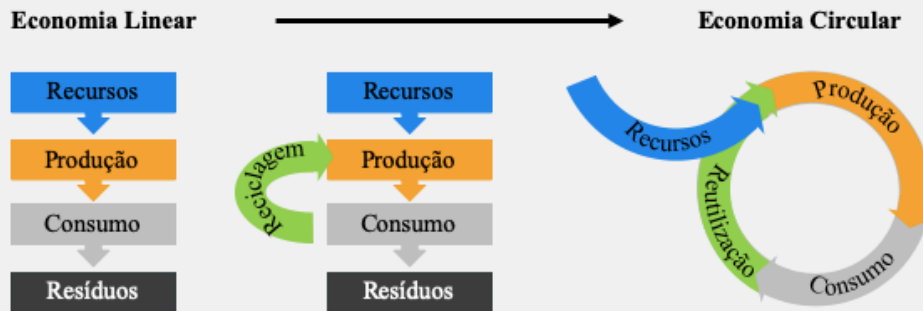 Economia Linear
Economia Circular
Recursos
Produção
Consumo
Resíduos
Recursos
Produção
Consumo
Resíduos
Reciclagem
Recursos
Produção
Consumo
Reutilização